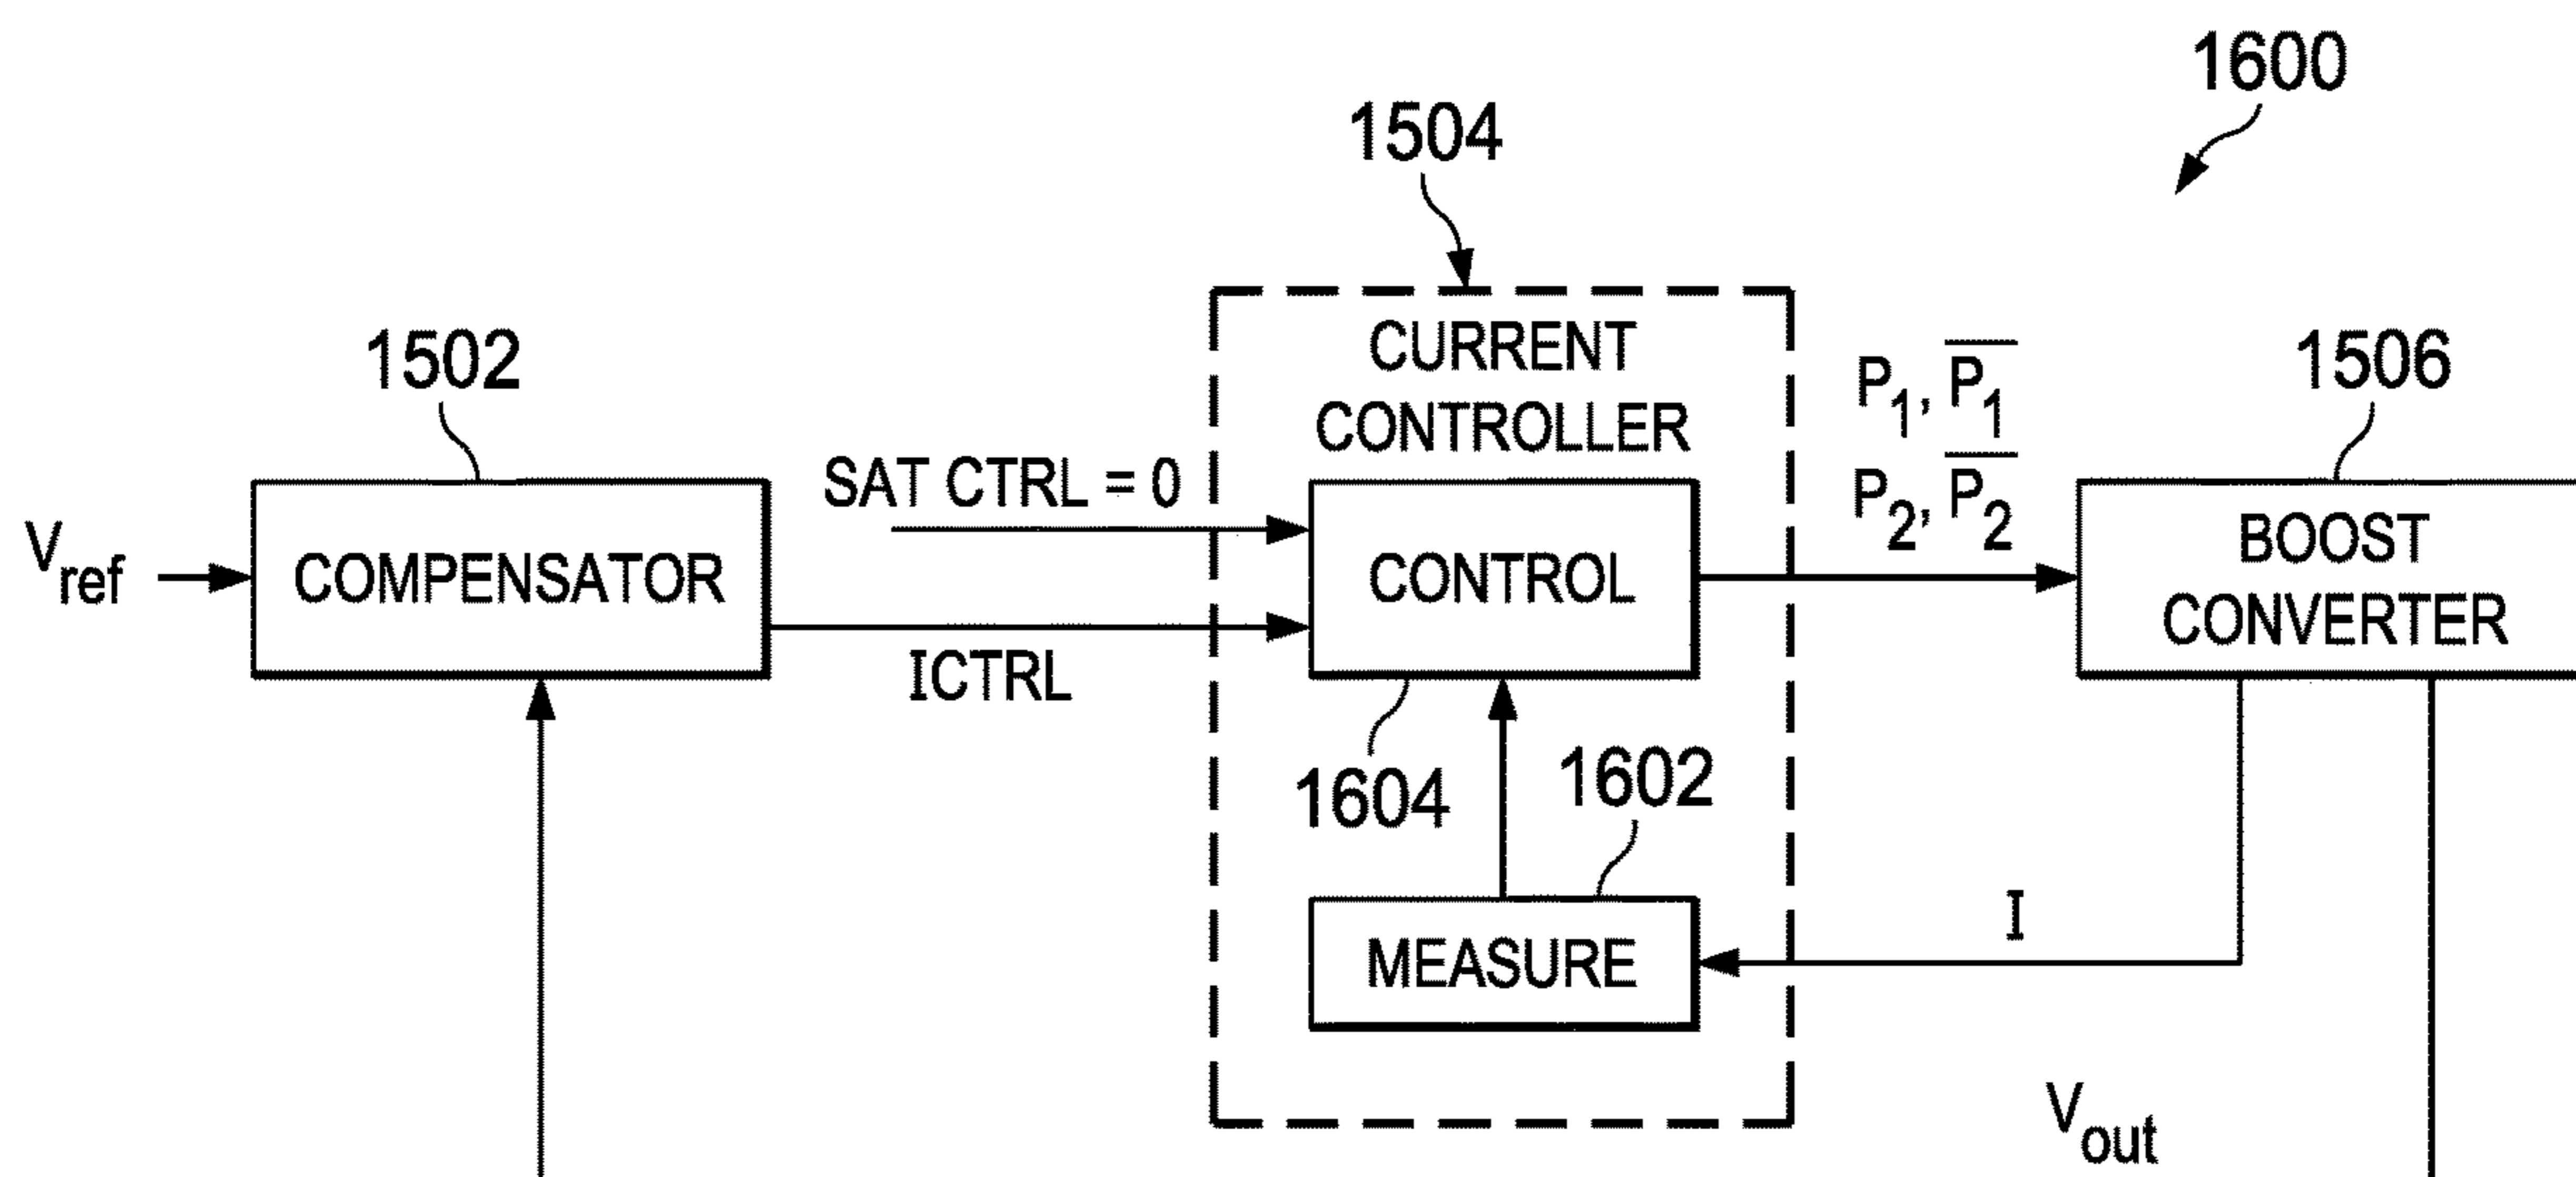 1600
1504
1502
CURRENT
CONTROLLER
P1, P̅1̅
P2, P̅2̅
1506
SAT CTRL = 0
Vref
COMPENSATOR
CONTROL
BOOST
CONVERTER
ICTRL
1604
1602
MEASURE
I
Vout